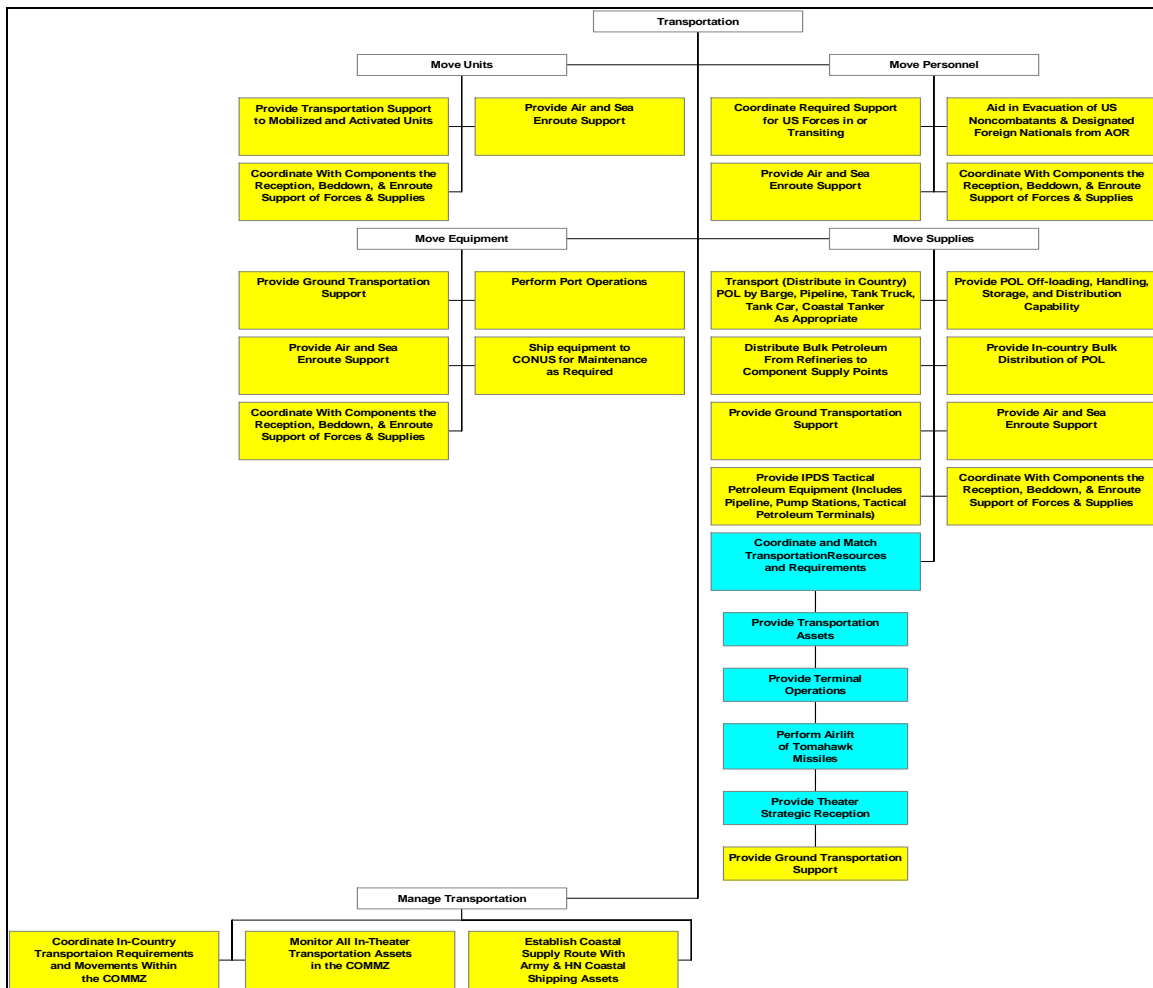 Transportation
Move Units
Move Personnel
Provide Transportation Support
to Mobilized and Activated Units
Provide Air and Sea
Enroute Support
Coordinate Required Support
for US Forces in or
Transiting
Aid in Evacuation of US
Noncombatants & Designated
Foreign Nationals from AOR
Coordinate With Components the
Reception, Beddown, & Enroute
Support of Forces & Supplies
Provide Air and Sea
Enroute Support
Coordinate With Components the
Reception, Beddown, & Enroute
Support of Forces & Supplies
Move Equipment
Move Supplies
Provide Ground Transportation
Support
Perform Port Operations
Transport (Distribute in Country)
POL by Barge, Pipeline, Tank Truck,
Tank Car, Coastal Tanker
As Appropriate
Provide POL Off-loading, Handling,
Storage, and Distribution
Capability
Provide Air and Sea
Enroute Support
Ship equipment to
CONUS for Maintenance
as Required
Distribute Bulk Petroleum
From Refineries to
Component Supply Points
Provide In-country Bulk
Distribution of POL
Coordinate With Components the
Reception, Beddown, & Enroute
Support of Forces & Supplies
Provide Ground Transportation
Support
Provide Air and Sea
Enroute Support
Provide IPDS Tactical
Petroleum Equipment (Includes
Pipeline, Pump Stations, Tactical
Petroleum Terminals)
Coordinate With Components the
Reception, Beddown, & Enroute
Support of Forces & Supplies
Coordinate and Match
TransportationResources
and Requirements
Provide Transportation
Assets
Provide Terminal
Operations
Perform Airlift
of Tomahawk
Missiles
Provide Theater
Strategic Reception
Provide Ground Transportation
Support
Manage Transportation
Coordinate In-Country
Transportaion Requirements
and Movements Within
the COMMZ
Monitor All In-Theater
Transportation Assets
in the COMMZ
Establish Coastal
Supply Route With
Army & HN Coastal
Shipping Assets